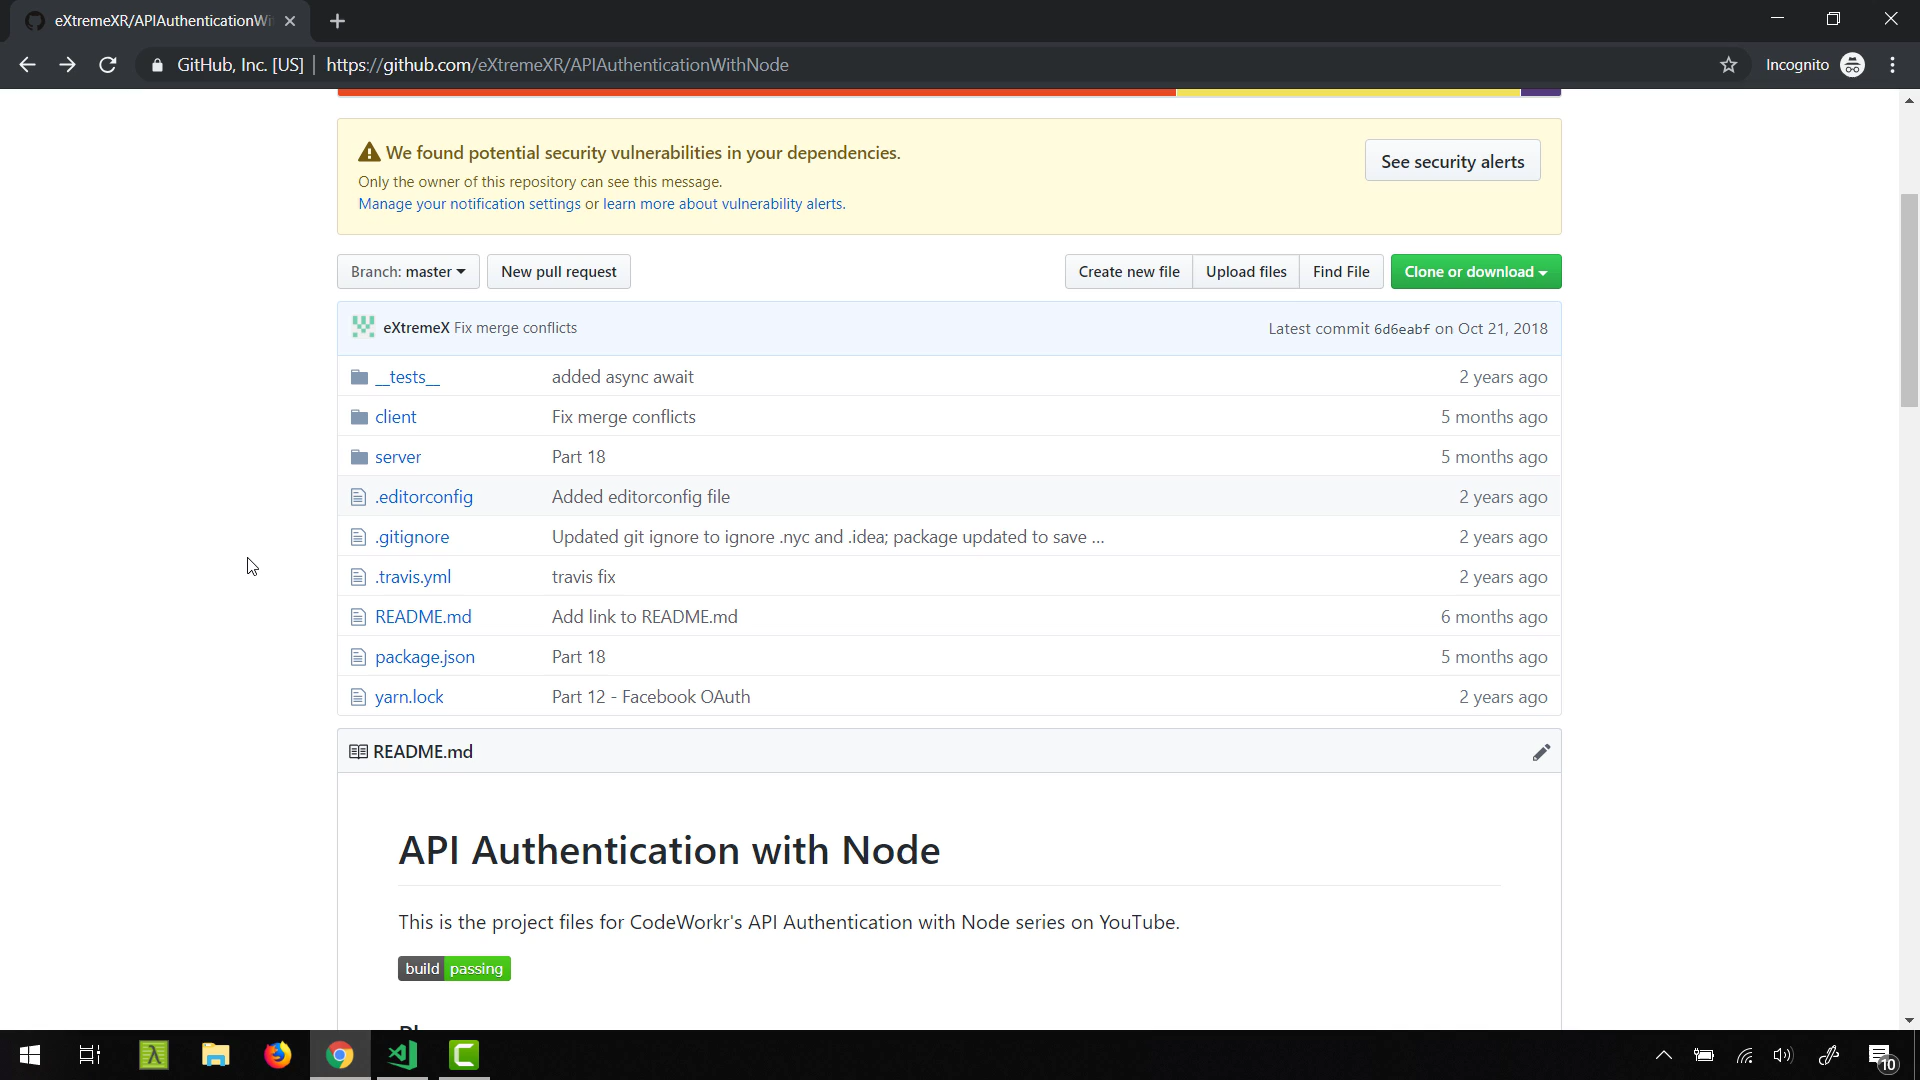 eXtremeXR/APIAuthenticationWi
GitHub, Inc. [US] | https://github.com/eXtremeXR/APIAuthenticationWithNode
Incognito
We found potential security vulnerabilities in your dependencies.
See security alerts
Only the owner of this repository can see this message.
Manage your notification settings or learn more about vulnerability alerts.
Branch: master
New pull request
Create new file
Upload files
Find File
Clone or download
eXtremeX Fix merge conflicts
Latest commit 6d6eabf on Oct 21, 2018
__tests__ added async await 2 years ago
client Fix merge conflicts 5 months ago
server Part 18 5 months ago
.editorconfig Added editorconfig file 2 years ago
.gitignore Updated git ignore to ignore .nyc and .idea; package updated to save ... 2 years ago
.travis.yml travis fix 2 years ago
README.md Add link to README.md 6 months ago
package.json Part 18 5 months ago
yarn.lock Part 12 - Facebook OAuth 2 years ago
README.md
API Authentication with Node
This is the project files for CodeWorkr's API Authentication with Node series on YouTube.
build passing
10